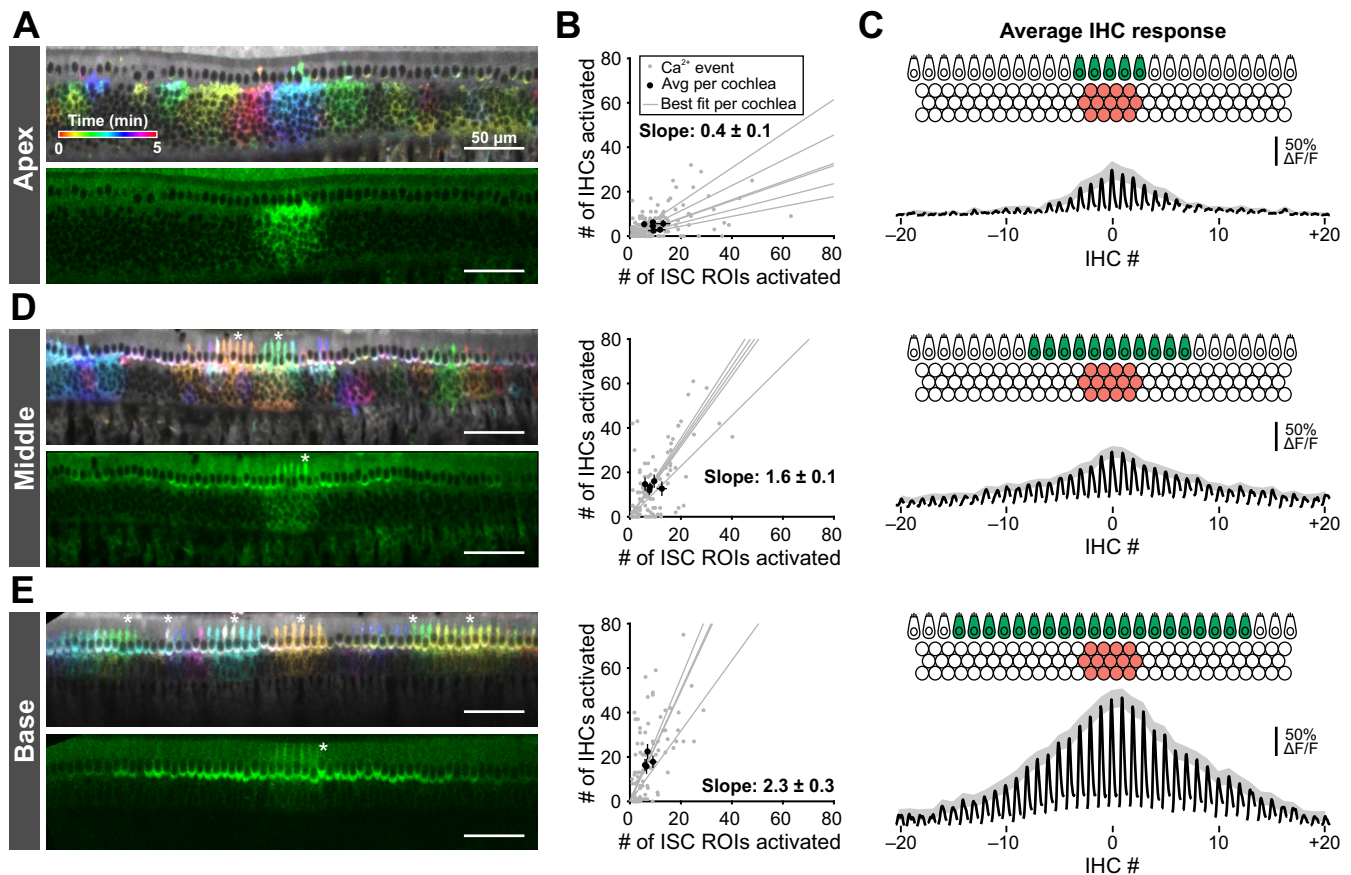 A
Apex
Time (min)
0
5
50 µm
B
80
60
40
20
0
# of IHCs activated
Ca²⁺ event
Avg per cochlea
Best fit per cochlea
Slope: 0.4 ± 0.1
0
20
40
60
80
# of ISC ROIs activated
C
Average IHC response
50%
ΔF/F
–20
–10
0
10
+20
IHC #
D
Middle
*
*
*
80
60
40
20
0
# of IHCs activated
Slope: 1.6 ± 0.1
0
20
40
60
80
# of ISC ROIs activated
50%
ΔF/F
–20
–10
0
10
+20
IHC #
E
Base
* * * * * *
*
80
60
40
20
0
# of IHCs activated
Slope: 2.3 ± 0.3
0
20
40
60
80
# of ISC ROIs activated
50%
ΔF/F
–20
–10
0
10
+20
IHC #